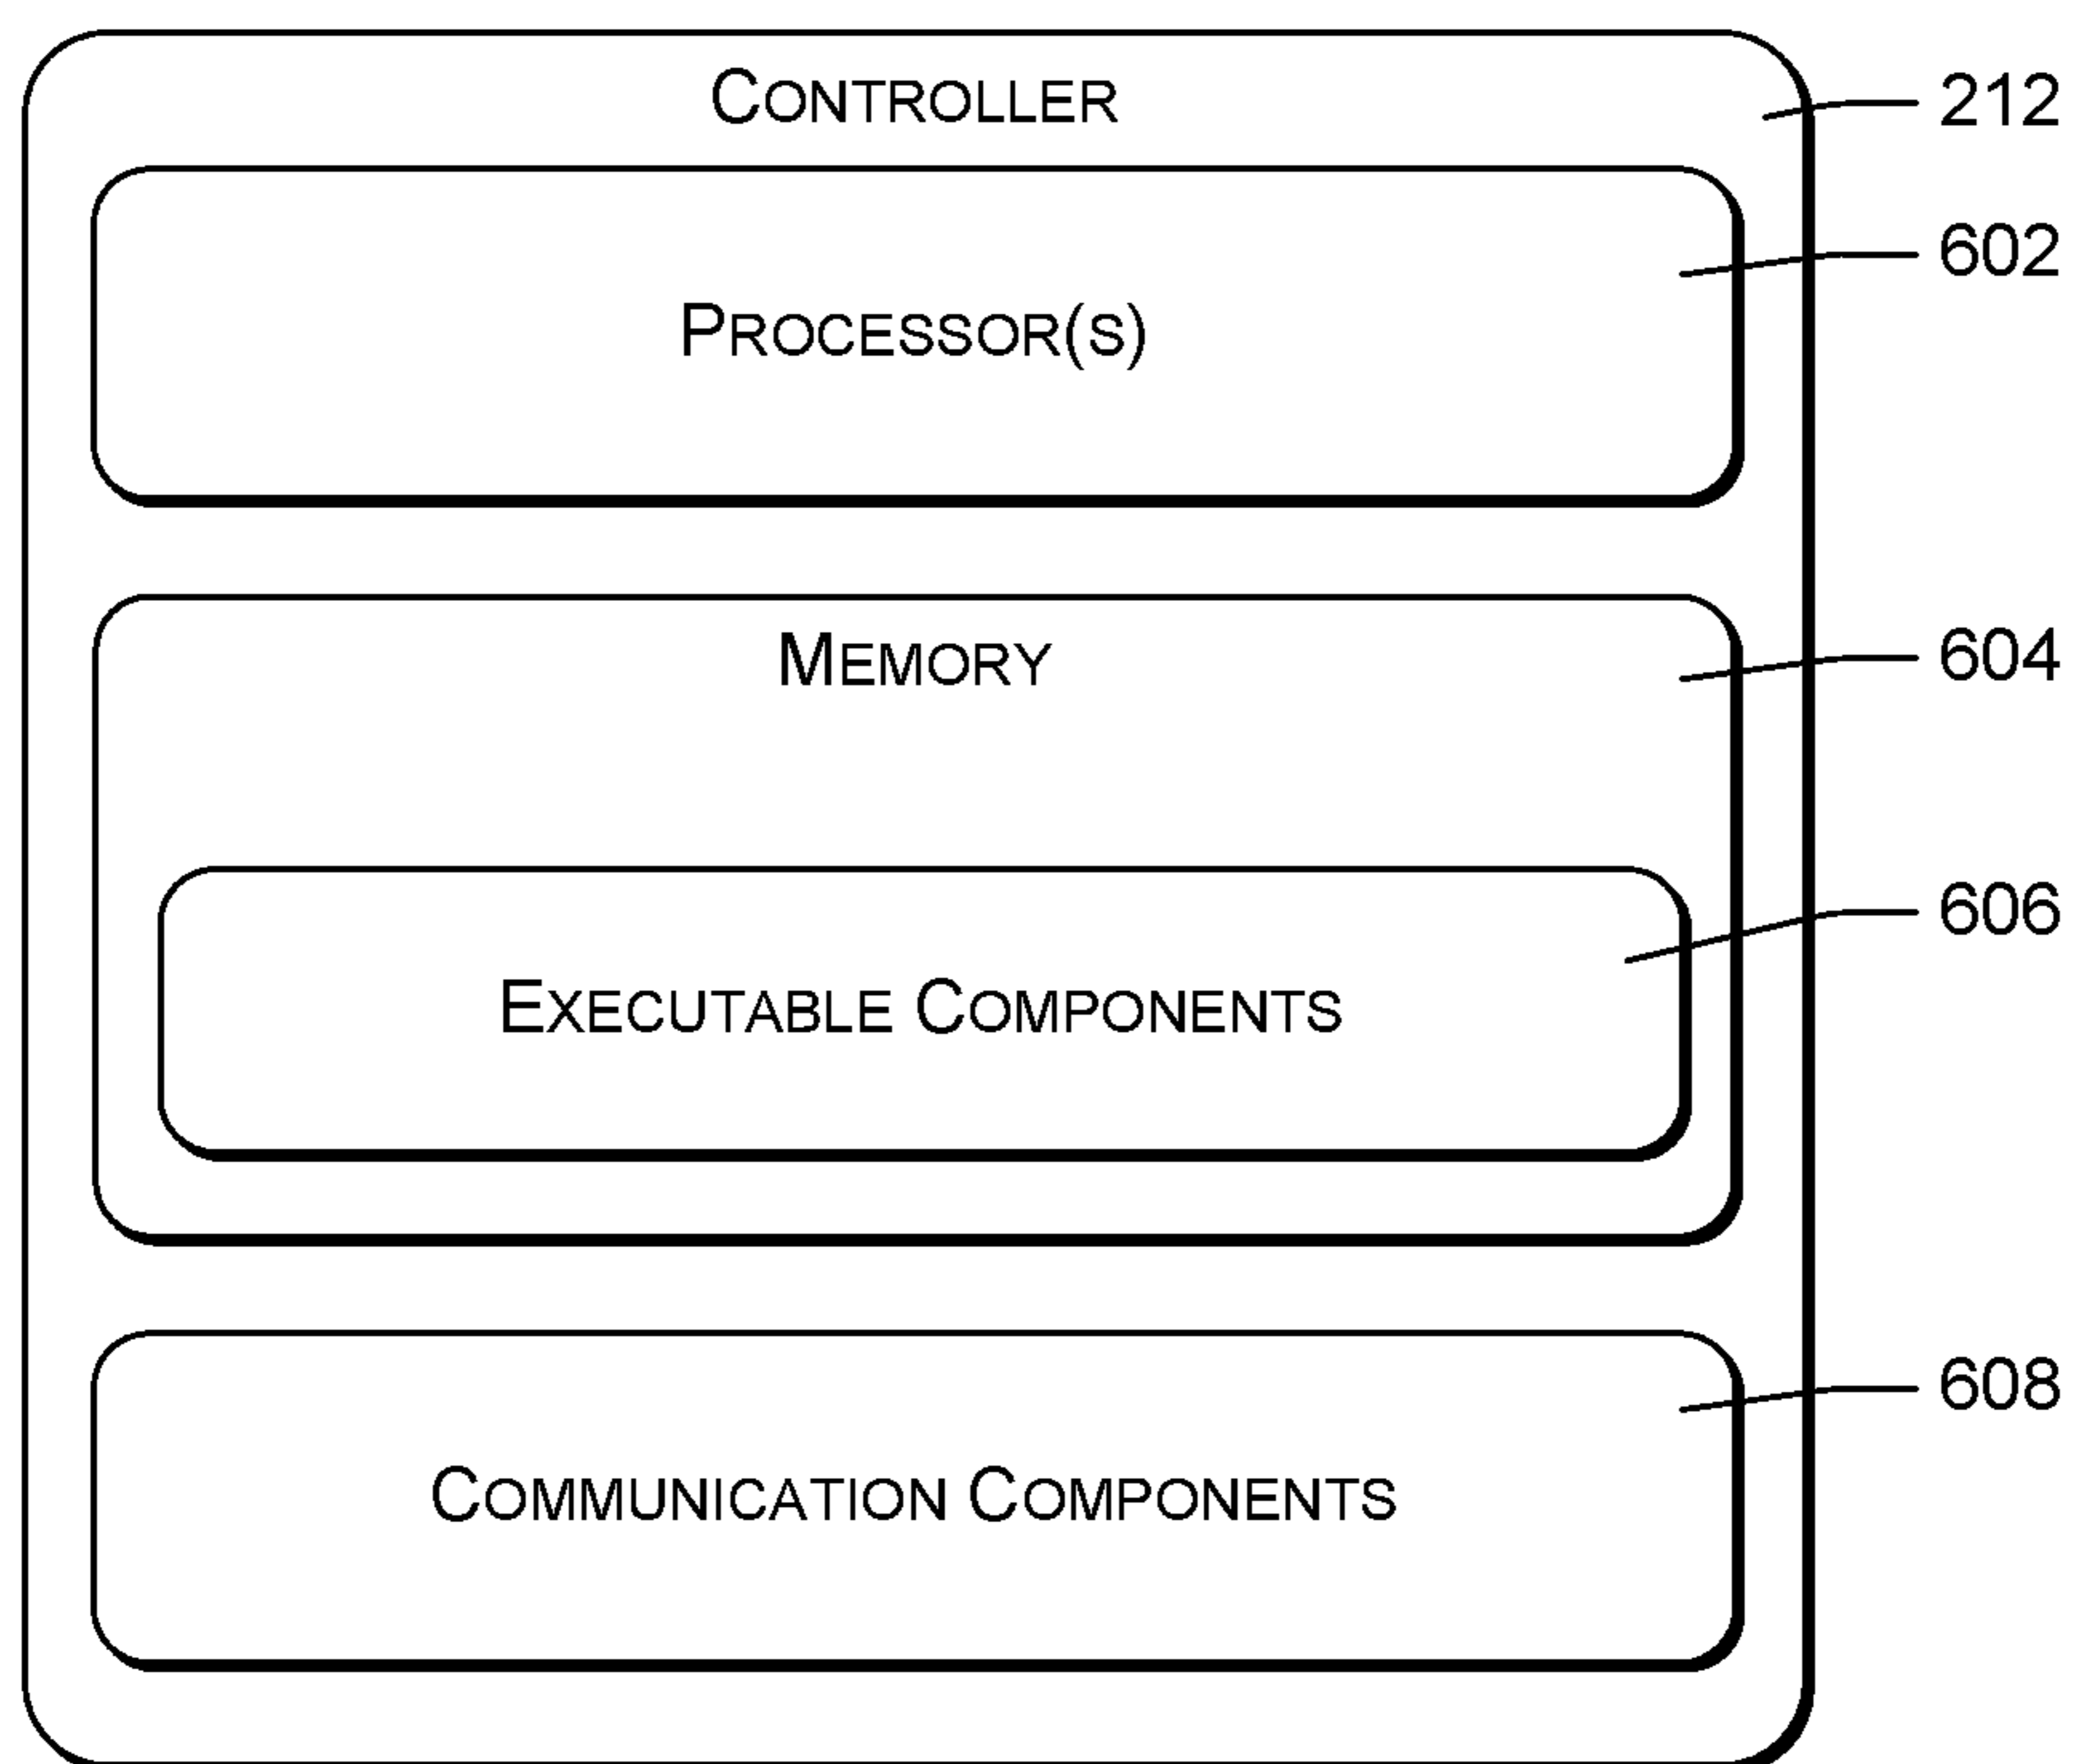 CONTROLLER
212
602
PROCESSOR(S)
MEMORY
604
606
EXECUTABLE COMPONENTS
608
COMMUNICATION COMPONENTS